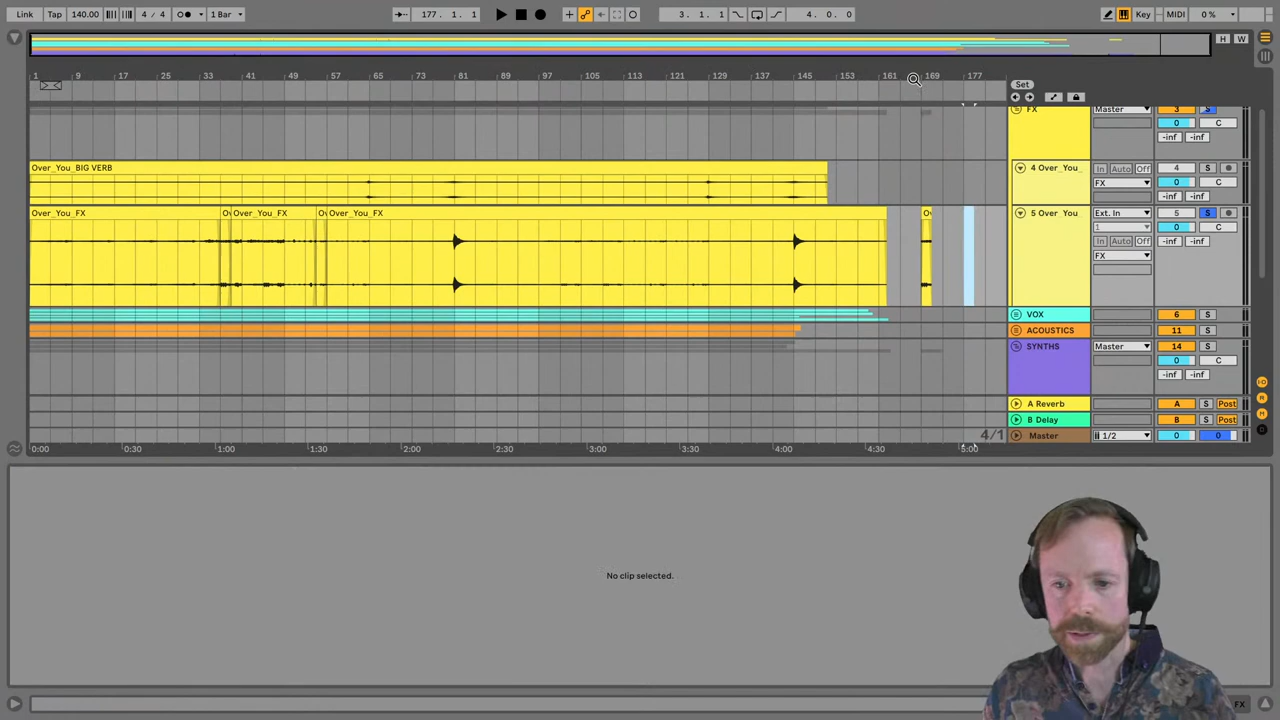 Link Tap 140.00 4 / 4 1 Bar 177. 1. 1 3. 1. 1 4. 0. 0 Key MIDI 0 %
H W
1 9 17 25 33 41 49 57 65 73 81 89 97 105 113 121 129 137 145 153 161 169 177
Set
FX Master 3 S
0 C
-inf -inf
Over_You_BIG VERB
4 Over_You_ In Auto Off 4 S
FX 0 C
-inf -inf
Over_You_FX Over_You_FX Over_You_FX
5 Over_You Ext. In 5 S
1 0 C
In Auto Off -inf -inf
FX
VOX 6 S
ACOUSTICS 11 S
SYNTHS Master 14 S
0 C
-inf -inf
A Reverb A S Post
B Delay B S Post
4/1 Master 1/2 0 0
0:00 0:30 1:00 1:30 2:00 2:30 3:00 3:30 4:00 4:30 5:00
No clip selected.
FX